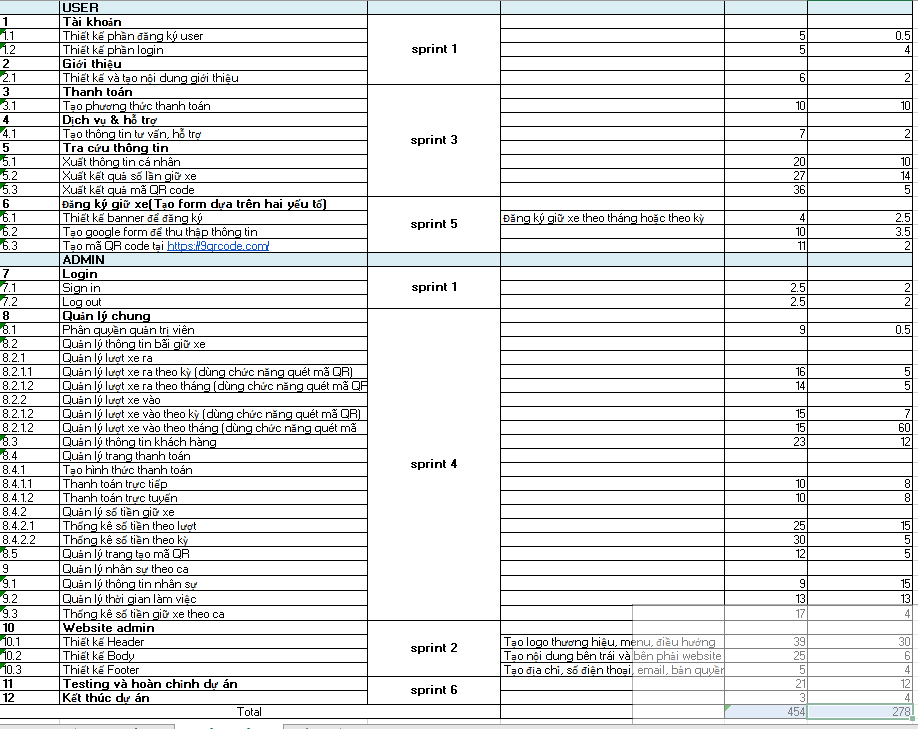 USER
1 Tài khoản
1.1 Thiết kế phần đăng ký user 5 0.5
1.2 Thiết kế phần login 5 4
sprint 1
2 Giới thiệu
2.1 Thiết kế và tạo nội dung giới thiệu 6 2
3 Thanh toán
3.1 Tạo phương thức thanh toán 10 10
4 Dịch vụ & hỗ trợ
4.1 Tạo thông tin tư vấn, hỗ trợ 7 2
sprint 3
5 Tra cứu thông tin
5.1 Xuất thông tin cá nhân 20 10
5.2 Xuất kết quả số lần giữ xe 27 14
5.3 Xuất kết quả mã QR code 36 5
6 Đăng ký giữ xe(Tạo form dựa trên hai yếu tố)
6.1 Thiết kế banner để đăng ký Đăng ký giữ xe theo tháng hoặc theo kỳ 4 2.5
sprint 5
6.2 Tạo google form để thu thập thông tin 10 3.5
6.3 Tạo mã QR code tại https://9qrcode.com/ 11 2
ADMIN
7 Login
7.1 Sign in 2.5 2
sprint 1
7.2 Log out 2.5 2
8 Quản lý chung
8.1 Phân quyền quản trị viên 9 0.5
8.2 Quản lý thông tin bãi giữ xe
8.2.1 Quản lý lượt xe ra
8.2.1.1 Quản lý lượt xe ra theo kỳ (dùng chức năng quét mã QR) 16 5
8.2.1.2 Quản lý lượt xe ra theo tháng (dùng chức năng quét mã QR 14 5
8.2.2 Quản lý lượt xe vào
8.2.1.2 Quản lý lượt xe vào theo kỳ (dùng chức năng quét mã QR) 15 7
8.2.1.2 Quản lý lượt xe vào theo tháng (dùng chức năng quét mã 15 60
8.3 Quản lý thông tin khách hàng 23 12
8.4 Quản lý trang thanh toán
sprint 4
8.4.1 Tạo hình thức thanh toán
8.4.1.1 Thanh toán trực tiếp 10 8
8.4.1.2 Thanh toán trực tuyến 10 8
8.4.2 Quản lý số tiền giữ xe
8.4.2.1 Thống kê số tiền theo lượt 25 15
8.4.2.2 Thống kê số tiền theo kỳ 30 5
8.5 Quản lý trang tạo mã QR 12 5
9 Quản lý nhân sự theo ca
9.1 Quản lý thông tin nhân sự 9 15
9.2 Quản lý thời gian làm việc 13 13
9.3 Thống kê số tiền giữ xe theo ca 17 4
10 Website admin
10.1 Thiết kế Header Tạo logo thương hiệu, menu, điều hướng 39 30
sprint 2
10.2 Thiết kế Body Tạo nội dung bên trái và bên phải website 25 6
10.3 Thiết kế Footer Tạo địa chỉ, số điện thoại, email, bản quyền 5 4
11 Testing và hoàn chỉnh dự án 21 12
sprint 6
12 Kết thúc dự án 3 4
Total 454 278